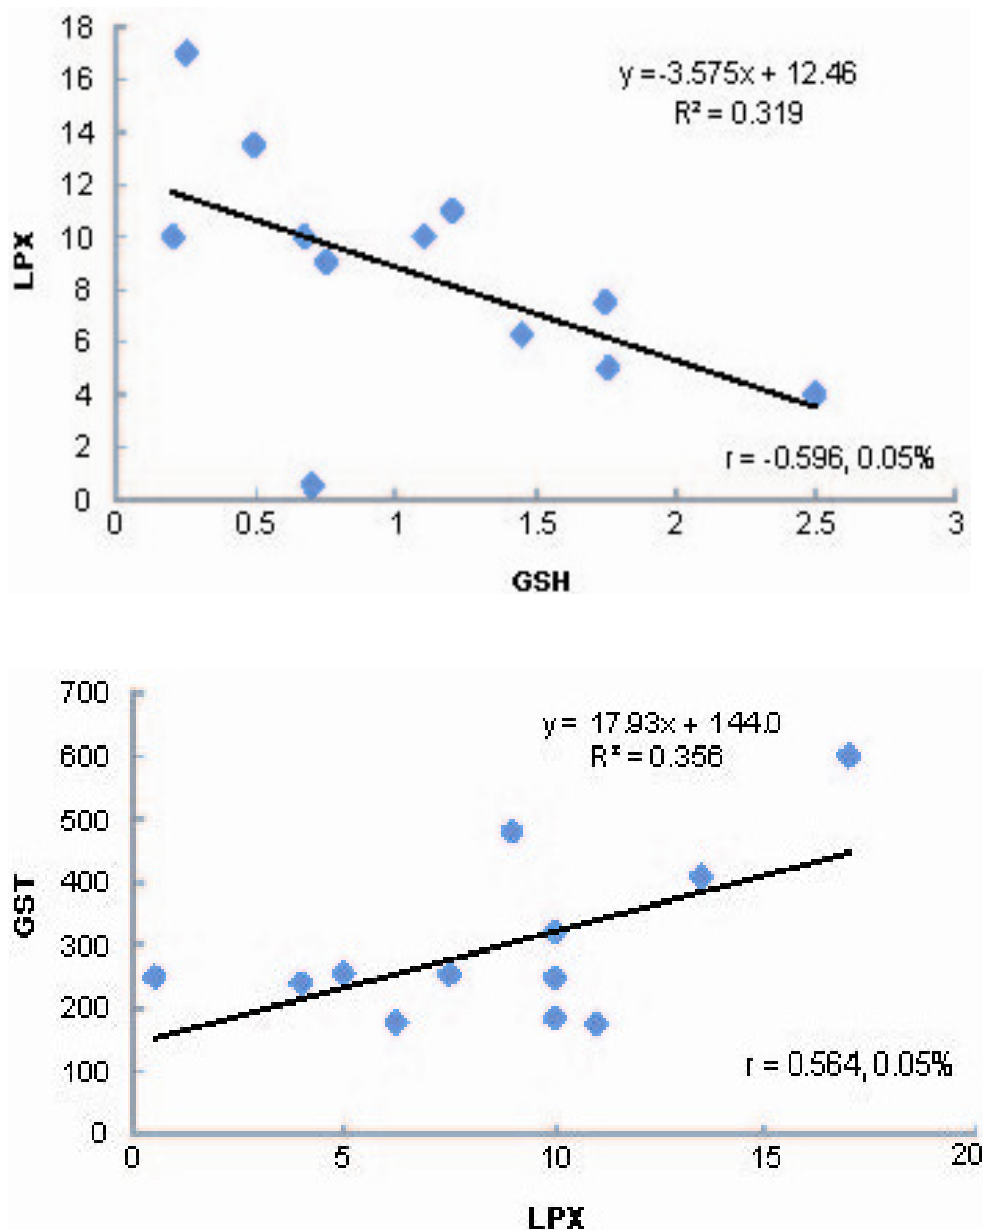 18
16
14
12
10
8
6
4
2
0
LPX
y =-3.575x + 12.46
R² = 0.319
r = -0.596, 0.05%
0 0.5 1 1.5 2 2.5 3
GSH
700
600
500
400
300
200
100
0
GST
y = 17.93x + 144.0
R² = 0.356
r = 0.564, 0.05%
0 5 10 15 20
LPX